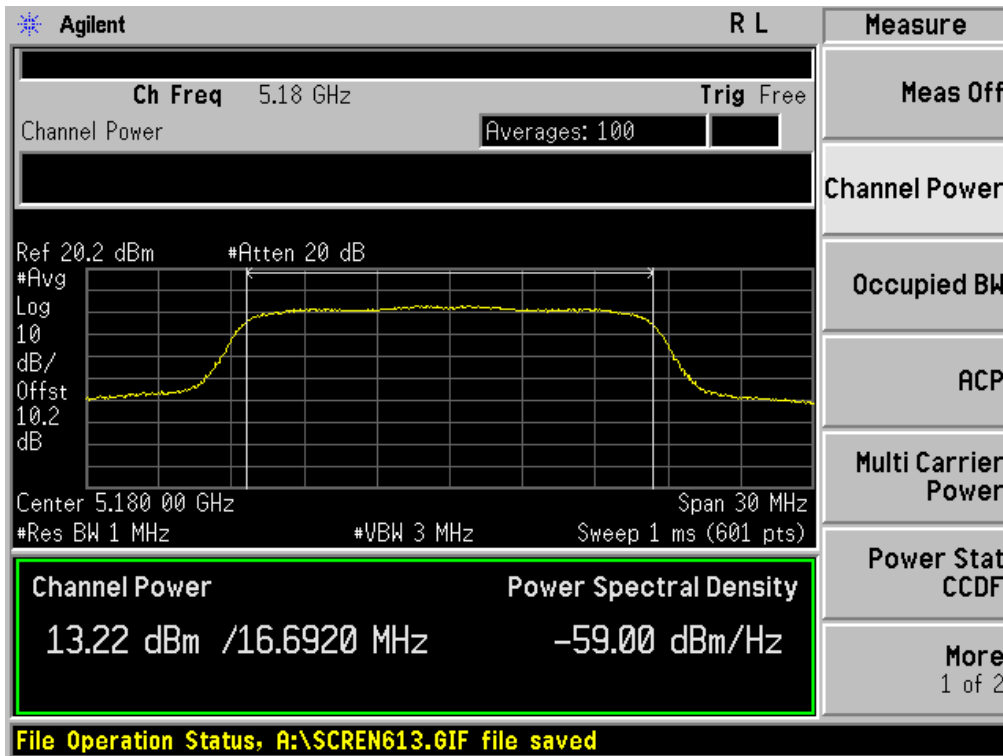 Agilent R L
Ch Freq 5.18 GHz Trig Free
Channel Power Averages: 100
Ref 20.2 dBm #Atten 20 dB
#Avg
Log
10
dB/
Offst
10.2
dB
Center 5.180 00 GHz Span 30 MHz
#Res BW 1 MHz #VBW 3 MHz Sweep 1 ms (601 pts)
Channel Power Power Spectral Density
13.22 dBm /16.6920 MHz -59.00 dBm/Hz
File Operation Status, A:\SCREN613.GIF file saved
Measure
Meas Off
Channel Power
Occupied BW
ACP
Multi Carrier
Power
Power Stat
CCDF
More
1 of 2